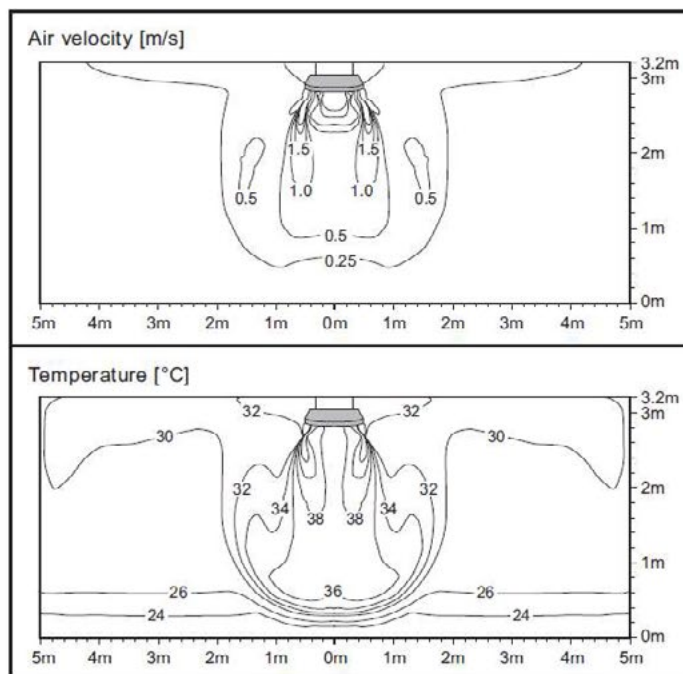 Air velocity [m/s]
3.2m
3m
1.5 1.5
2m
1.0 1.0
0.5 0.5
1m
0.5
0.25
0m
5m 4m 3m 2m 1m 0m 1m 2m 3m 4m 5m
Temperature [°C]
3.2m
32 32
3m
30 30
32 32
2m
34 38 38 34
1m
36
26 26
24 24
0m
5m 4m 3m 2m 1m 0m 1m 2m 3m 4m 5m